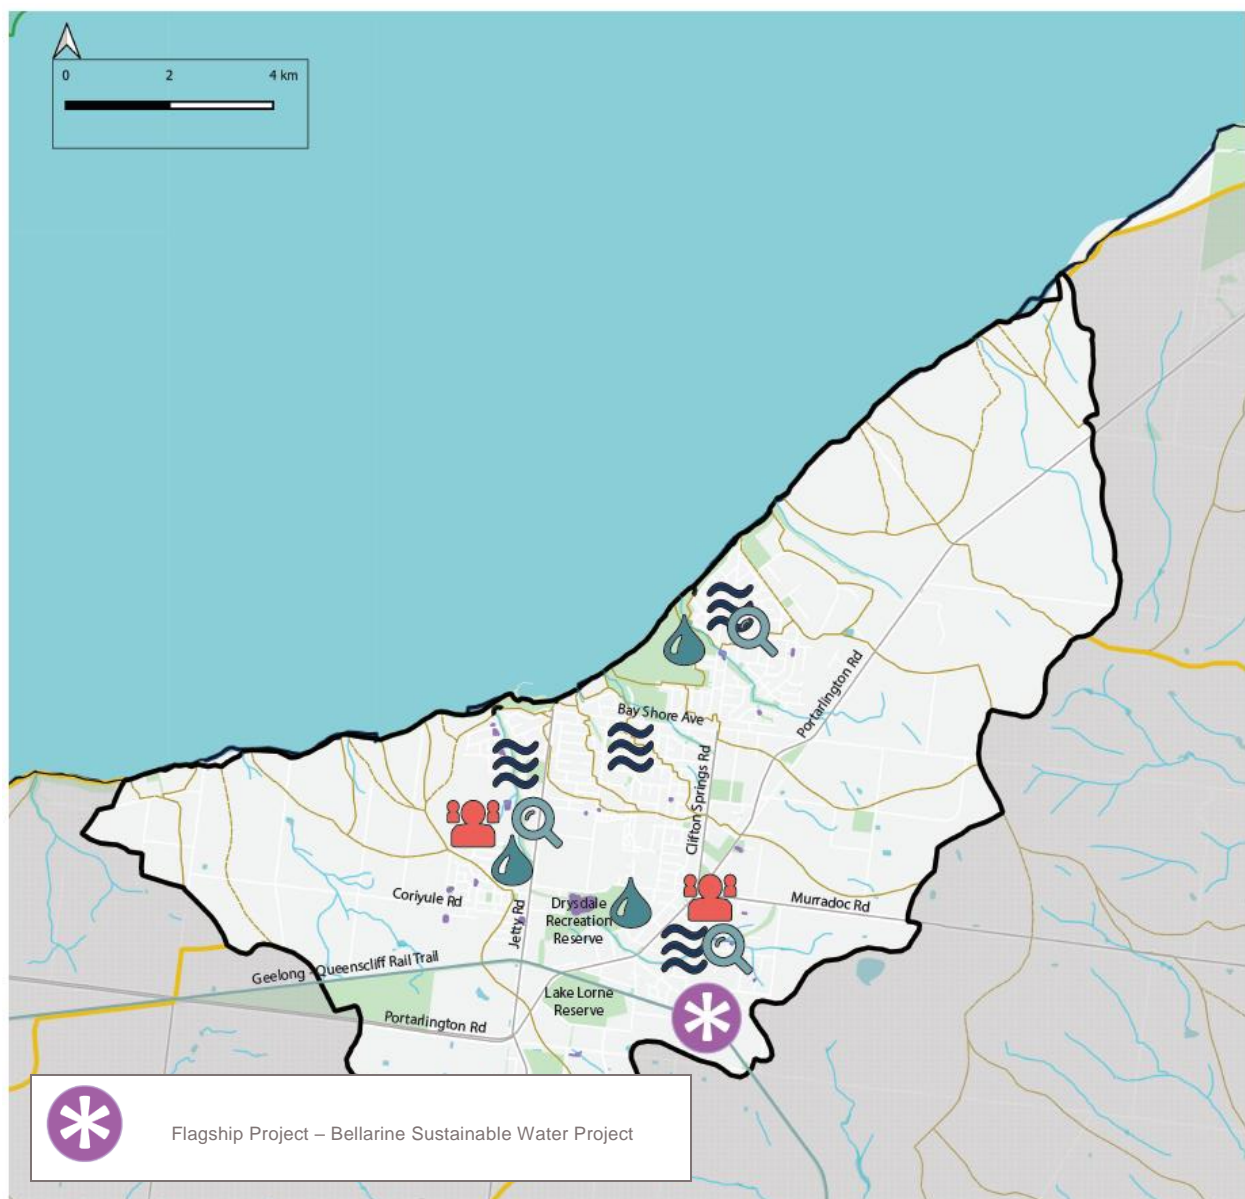 0 2 4 km
Bay Shore Ave
Portarlington Rd
Clifton Springs Rd
Coriyule Rd
Jetty Rd
Drysdale
Recreation
Reserve
Murradoc Rd
Geelong - Queenscliff Rail Trail
Lake Lorne
Reserve
Portarlington Rd
Flagship Project – Bellarine Sustainable Water Project